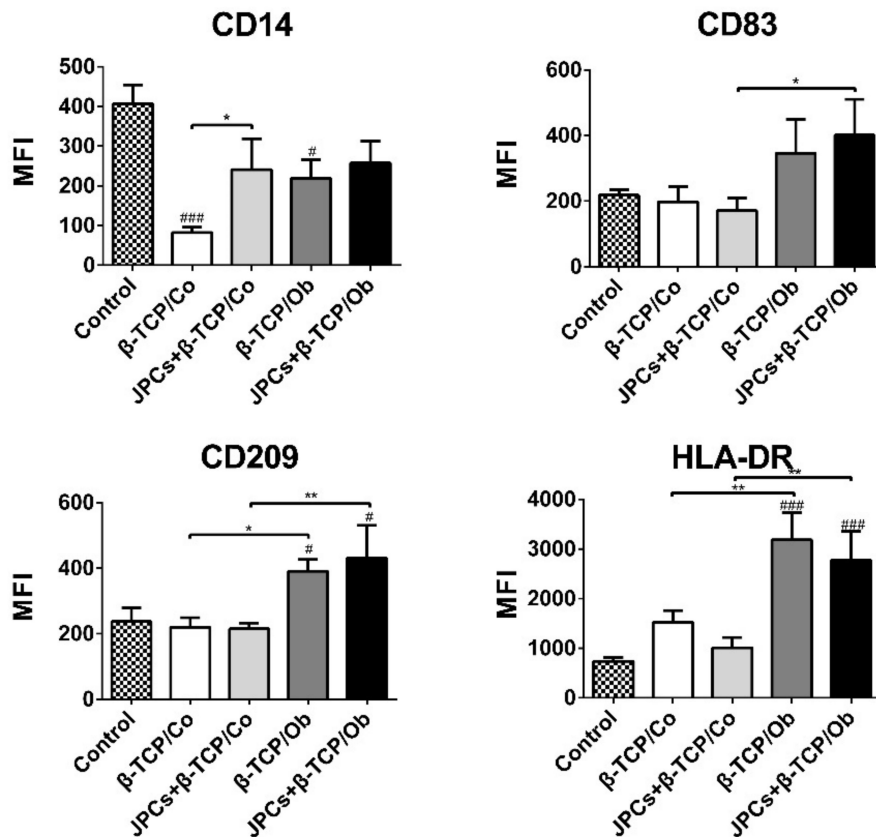 CD14
MFI
500
400
300
200
100
0
*
###
#
Control
β-TCP/Co
JPCs+β-TCP/Co
β-TCP/Ob
JPCs+β-TCP/Ob
CD83
MFI
600
400
200
0
*
Control
β-TCP/Co
JPCs+β-TCP/Co
β-TCP/Ob
JPCs+β-TCP/Ob
CD209
MFI
600
400
200
0
**
*
#
#
Control
β-TCP/Co
JPCs+β-TCP/Co
β-TCP/Ob
JPCs+β-TCP/Ob
HLA-DR
MFI
4000
3000
2000
1000
0
**
**
###
###
Control
β-TCP/Co
JPCs+β-TCP/Co
β-TCP/Ob
JPCs+β-TCP/Ob